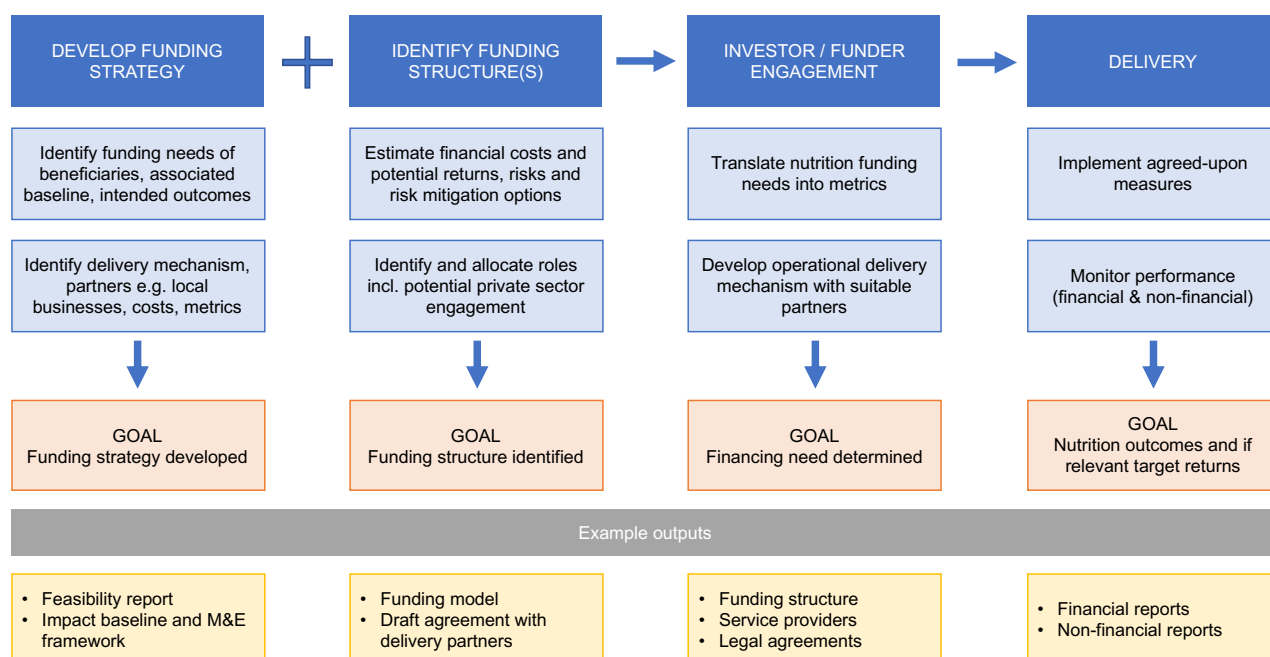 DEVELOP FUNDING
STRATEGY
IDENTIFY FUNDING
STRUCTURE(S)
INVESTOR / FUNDER
ENGAGEMENT
DELIVERY
Identify funding needs of
beneficiaries, associated
baseline, intended outcomes
Estimate financial costs and
potential returns, risks and
risk mitigation options
Translate nutrition funding
needs into metrics
Implement agreed-upon
measures
Identify delivery mechanism,
partners e.g. local
businesses, costs, metrics
Identify and allocate roles
incl. potential private sector
engagement
Develop operational delivery
mechanism with suitable
partners
Monitor performance
(financial & non-financial)
GOAL
Funding strategy developed
GOAL
Funding structure identified
GOAL
Financing need determined
GOAL
Nutrition outcomes and if
relevant target returns
Example outputs
• Feasibility report
• Impact baseline and M&E
framework
• Funding model
• Draft agreement with
delivery partners
• Funding structure
• Service providers
• Legal agreements
• Financial reports
• Non-financial reports